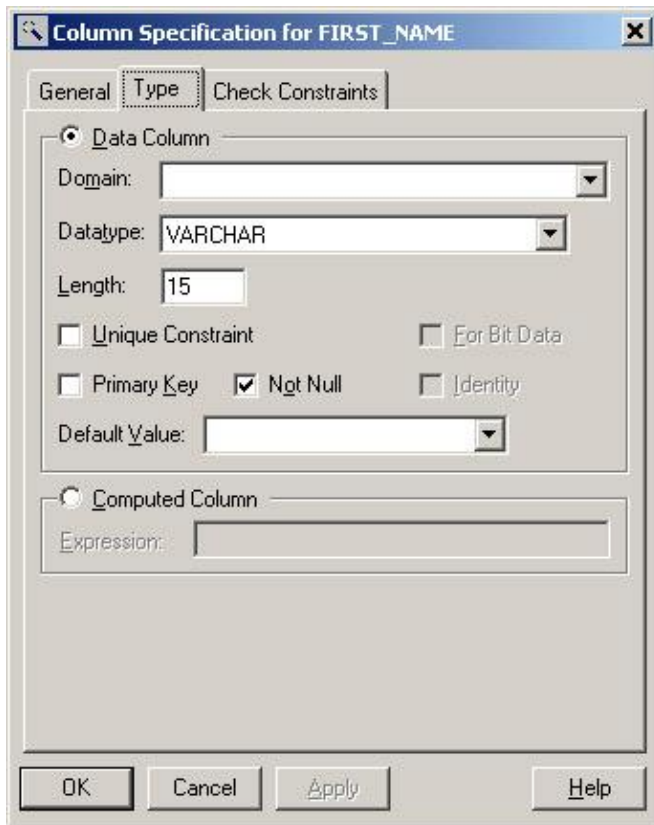 Column Specification for FIRST_NAME
General Type Check Constraints
Data Column
Domain:
Datatype: VARCHAR
Length: 15
Unique Constraint For Bit Data
Primary Key Not Null Identity
Default Value:
Computed Column
Expression:
OK Cancel Apply Help